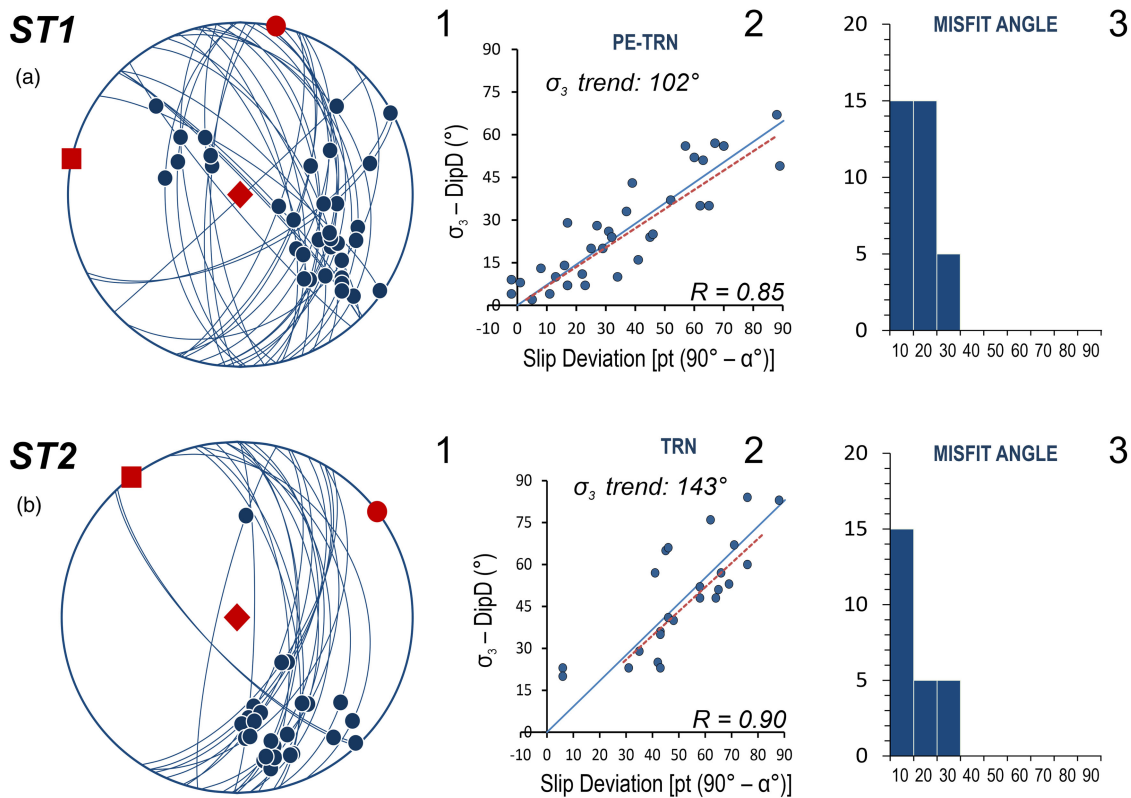 ST1
(a)
1
2
3
PE-TRN
σ3 trend: 102°
90
75
60
45
30
15
0
σ3 – DipD (°)
R = 0.85
-10 0 10 20 30 40 50 60 70 80 90
Slip Deviation [pt (90° – α°)]
MISFIT ANGLE
20
15
10
5
0
10 20 30 40 50 60 70 80 90
ST2
(b)
1
2
3
TRN
σ3 trend: 143°
90
75
60
45
30
15
0
σ3 – DipD (°)
R = 0.90
-10 0 10 20 30 40 50 60 70 80 90
Slip Deviation [pt (90° – α°)]
MISFIT ANGLE
20
15
10
5
0
10 20 30 40 50 60 70 80 90